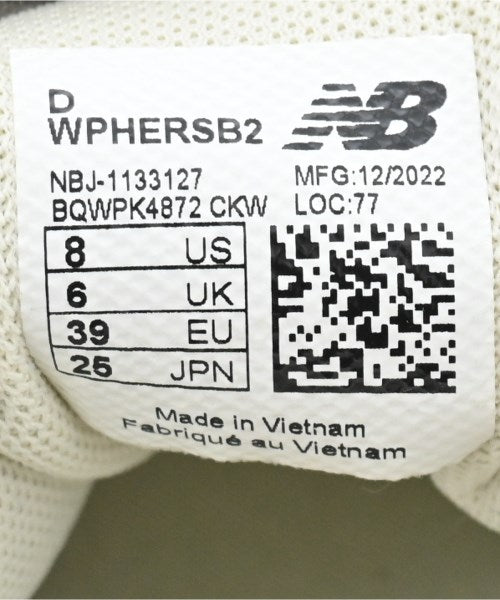 D
WPHERSB2
NB
NBJ-1133127
MFG:12/2022
BQWPK4872 CKW
LOC:77
8 US
6 UK
39 EU
25 JPN
Made in Vietnam
Fabriqué au Vietnam